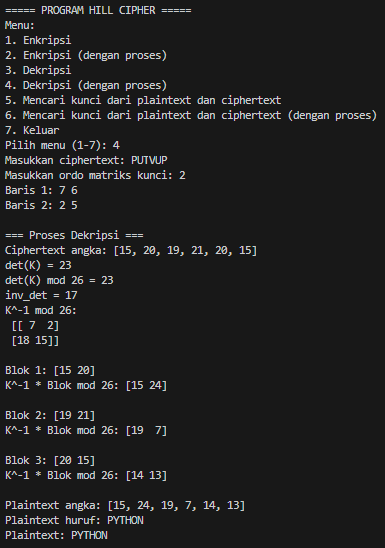 ===== PROGRAM HILL CIPHER =====
Menu:
1. Enkripsi
2. Enkripsi (dengan proses)
3. Dekripsi
4. Dekripsi (dengan proses)
5. Mencari kunci dari plaintext dan ciphertext
6. Mencari kunci dari plaintext dan ciphertext (dengan proses)
7. Keluar
Pilih menu (1-7): 4
Masukkan ciphertext: PUTVUP
Masukkan ordo matriks kunci: 2
Baris 1: 7 6
Baris 2: 2 5

=== Proses Dekripsi ===
Ciphertext angka: [15, 20, 19, 21, 20, 15]
det(K) = 23
det(K) mod 26 = 23
inv_det = 17
K^-1 mod 26:
 [[ 7  2]
 [18 15]]

Blok 1: [15 20]
K^-1 * Blok mod 26: [15 24]

Blok 2: [19 21]
K^-1 * Blok mod 26: [19  7]

Blok 3: [20 15]
K^-1 * Blok mod 26: [14 13]

Plaintext angka: [15, 24, 19, 7, 14, 13]
Plaintext huruf: PYTHON
Plaintext: PYTHON